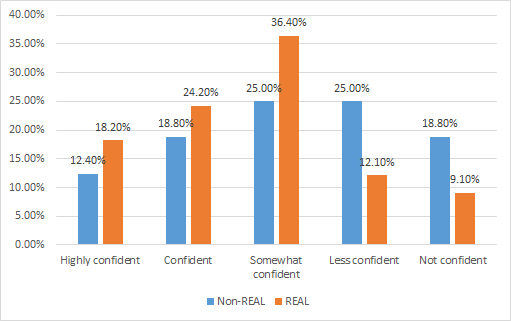 40.00%
35.00%
30.00%
25.00%
20.00%
15.00%
10.00%
5.00%
0.00%
12.40%
18.20%
18.80%
24.20%
25.00%
36.40%
25.00%
12.10%
18.80%
9.10%
Highly confident
Confident
Somewhat
confident
Less confident
Not confident
Non-REAL
REAL